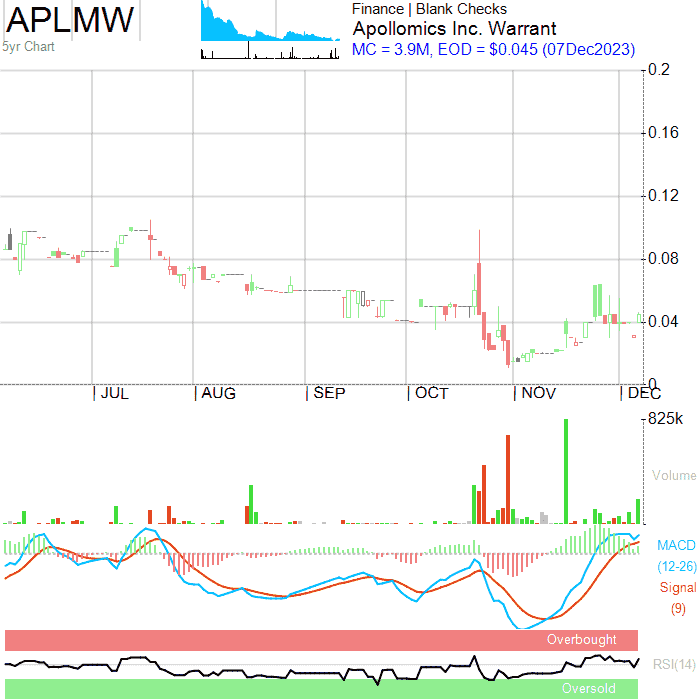 APLMW
5yr Chart
Finance | Blank Checks
Apollomics Inc. Warrant
MC = 3.9M, EOD = $0.045 (07Dec2023)
0.2
0.16
0.12
0.08
0.04
0
JUL AUG SEP OCT NOV DEC
825k
Volume
MACD
(12-26)
Signal
(9)
Overbought
RSI(14)
Oversold